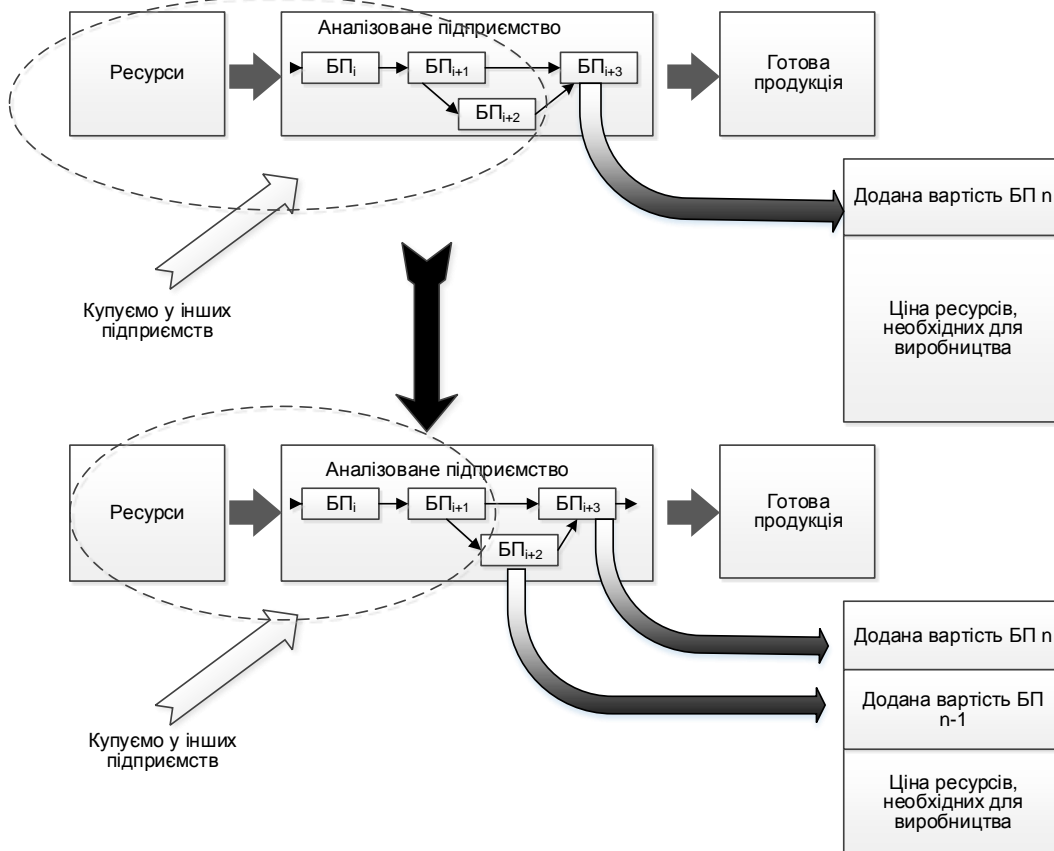 Аналізоване підприємство
Ресурси
БПi
БПi+1
БПi+2
БПi+3
Готова
продукція
Додана вартість БП n
Ціна ресурсів,
необхідних для
виробництва
Купуємо у інших
підприємств
Аналізоване підприємство
Ресурси
БПi
БПi+1
БПi+2
БПi+3
Готова
продукція
Додана вартість БП n
Додана вартість БП
n-1
Ціна ресурсів,
необхідних для
виробництва
Купуємо у інших
підприємств